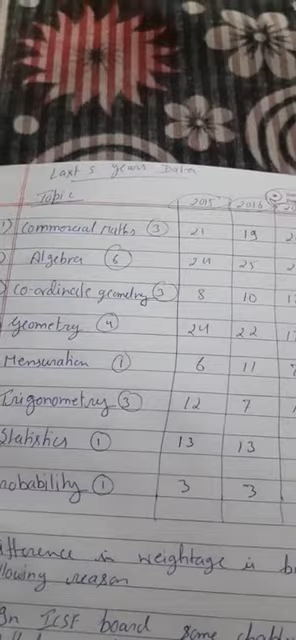 Last 5 years Data
Topic 2015 2016
1) Commercial maths (3) 21 19
Algebra (6) 24 25
co-ordinate geometry (3) 8 10
Geometry (4) 24 22
Mensuration (1) 6 11
Trigonometry (3) 12 7
Statistics (1) 13 13
robability (1) 3 3
ifference in weightage is b
llowing reason
In ICSE board some